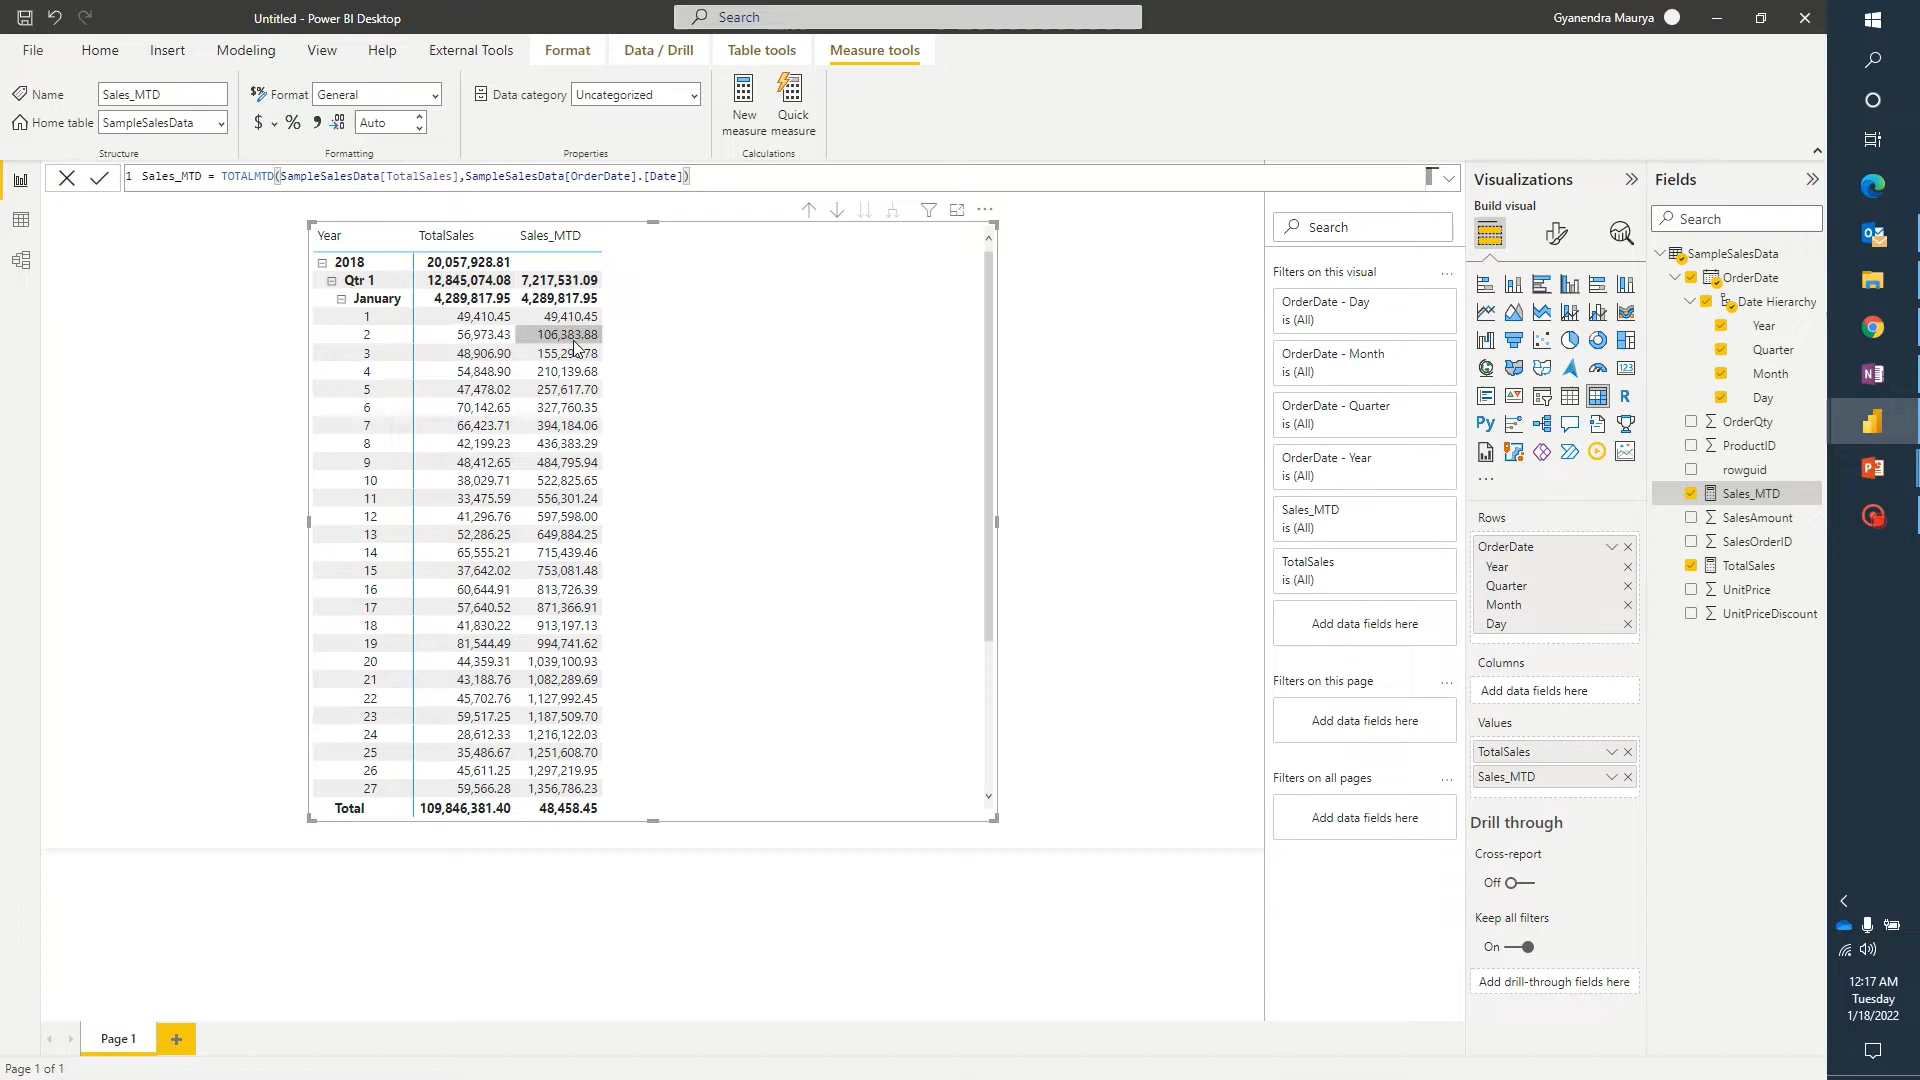 Untitled - Power BI Desktop
Search
Gyanendra Maurya
File Home Insert Modeling View Help External Tools Format Data / Drill Table tools Measure tools
Name Sales_MTD
Home table SampleSalesData
Structure
Format General
$ % Auto
Formatting
Data category Uncategorized
Properties
New measure
Quick measure
Calculations
1 Sales_MTD = TOTALMTD(SampleSalesData[TotalSales],SampleSalesData[OrderDate].[Date])
Year TotalSales Sales_MTD
2018 20,057,928.81
Qtr 1 12,845,074.08 7,217,531.09
January 4,289,817.95 4,289,817.95
1 49,410.45 49,410.45
2 56,973.43 106,383.88
3 48,906.90
4 54,848.90 210,139.68
5 47,478.02 257,617.70
6 70,142.65 327,760.35
7 66,423.71 394,184.06
8 42,199.23 436,383.29
9 48,412.65 484,795.94
10 38,029.71 522,825.65
11 33,475.59 556,301.24
12 41,296.76 597,598.00
13 52,286.25 649,884.25
14 65,555.21 715,439.46
15 37,642.02 753,081.48
16 60,644.91 813,726.39
17 57,640.52 871,366.91
18 41,830.22 913,197.13
19 81,544.49 994,741.62
20 44,359.31 1,039,100.93
21 43,188.76 1,082,289.69
22 45,702.76 1,127,992.45
23 59,517.25 1,187,509.70
24 28,612.33 1,216,122.03
25 35,486.67 1,251,608.70
26 45,611.25 1,297,219.95
27 59,566.28 1,356,786.23
Total 109,846,381.40 48,458.45
Search
Filters on this visual ...
OrderDate - Day
is (All)
OrderDate - Month
is (All)
OrderDate - Quarter
is (All)
OrderDate - Year
is (All)
Sales_MTD
is (All)
TotalSales
is (All)
Add data fields here
Filters on this page ...
Add data fields here
Filters on all pages ...
Add data fields here
Visualizations
Build visual
123
R
Py
...
Rows
OrderDate
Year
Quarter
Month
Day
Columns
Add data fields here
Values
TotalSales
Sales_MTD
Drill through
Cross-report
Off
Keep all filters
On
Add drill-through fields here
Fields
Search
SampleSalesData
OrderDate
Date Hierarchy
Year
Quarter
Month
Day
OrderQty
ProductID
rowguid
Sales_MTD
SalesAmount
SalesOrderID
TotalSales
UnitPrice
UnitPriceDiscount
Page 1
Page 1 of 1
12:17 AM
Tuesday
1/18/2022